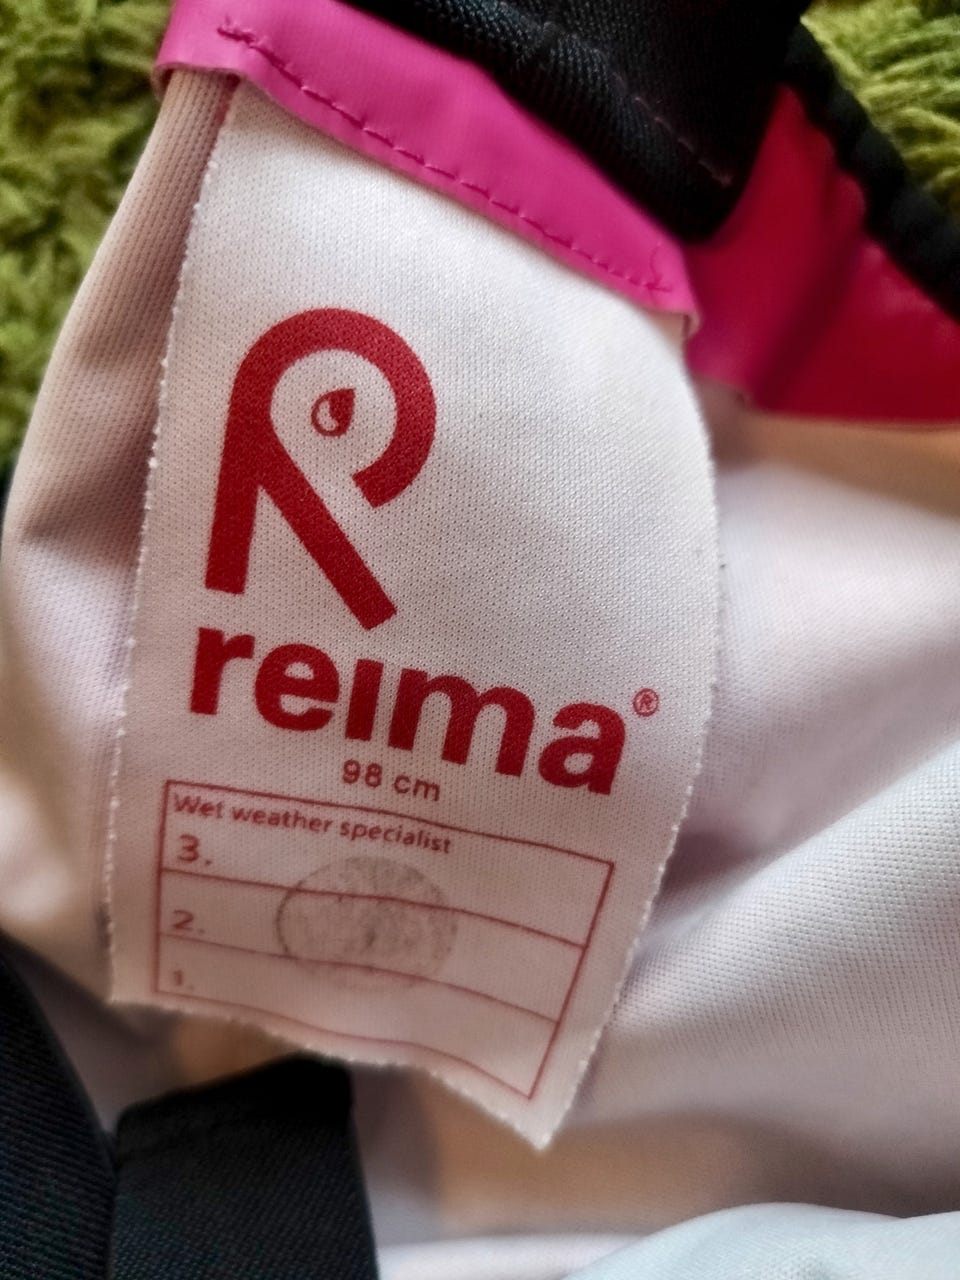 R
reima®
98 cm
Wet weather specialist
3.
2.
1.